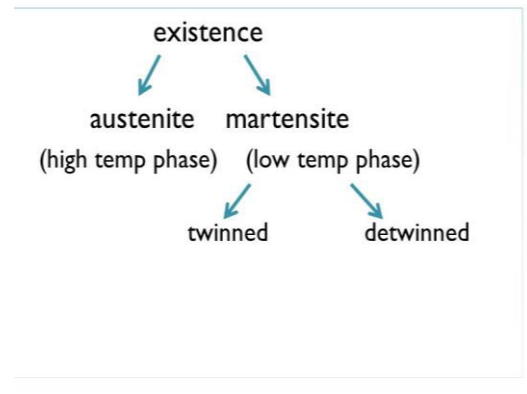 existence
austenite martensite
(high temp phase) (low temp phase)
twinned detwinned